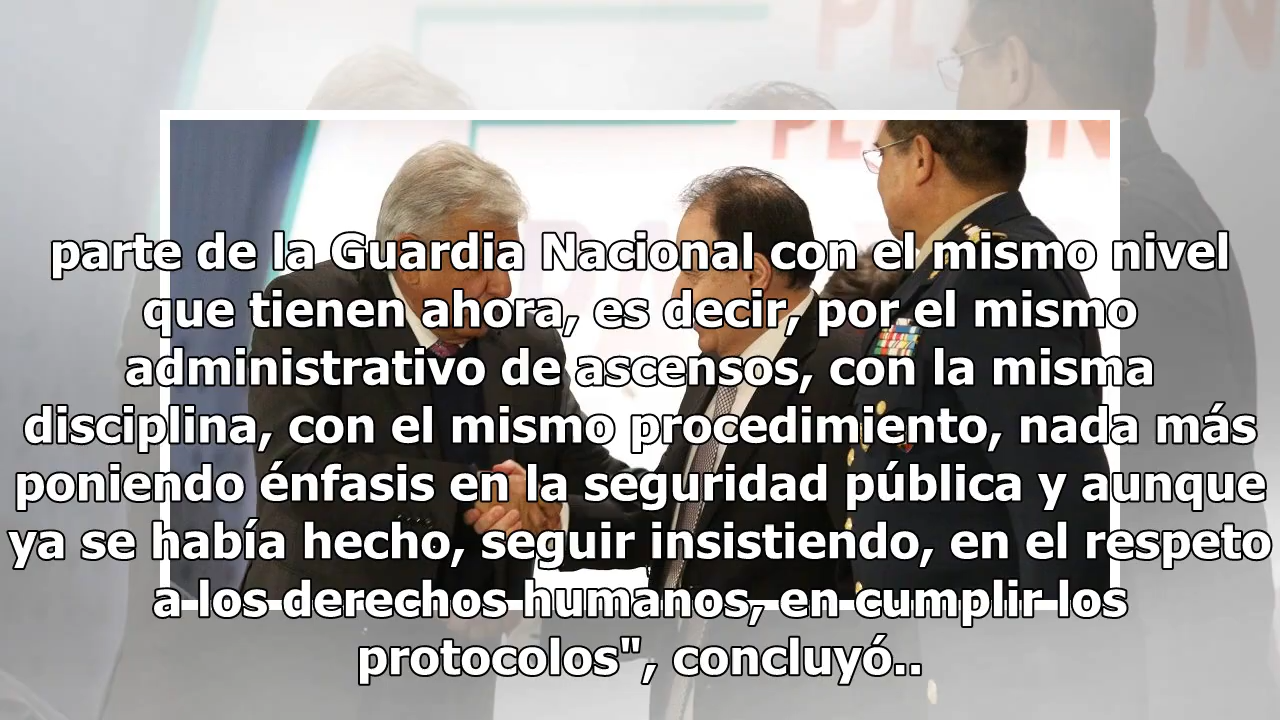 parte de la Guardia Nacional con el mismo nivel
que tienen ahora, es decir, por el mismo
administrativo de ascensos, con la misma
disciplina, con el mismo procedimiento, nada más
poniendo énfasis en la seguridad pública y aunque
ya se había hecho, seguir insistiendo, en el respeto
a los derechos humanos, en cumplir los
protocolos", concluyó..